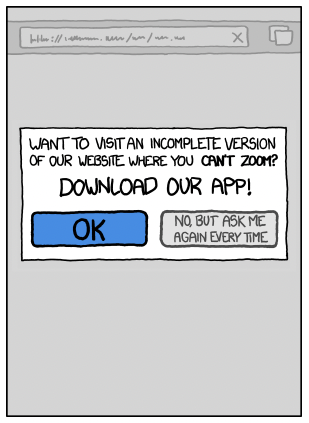 WANT TO VISIT AN INCOMPLETE VERSION
OF OUR WEBSITE WHERE YOU CAN'T ZOOM?
DOWNLOAD OUR APP!
OK
NO, BUT ASK ME
AGAIN EVERY TIME